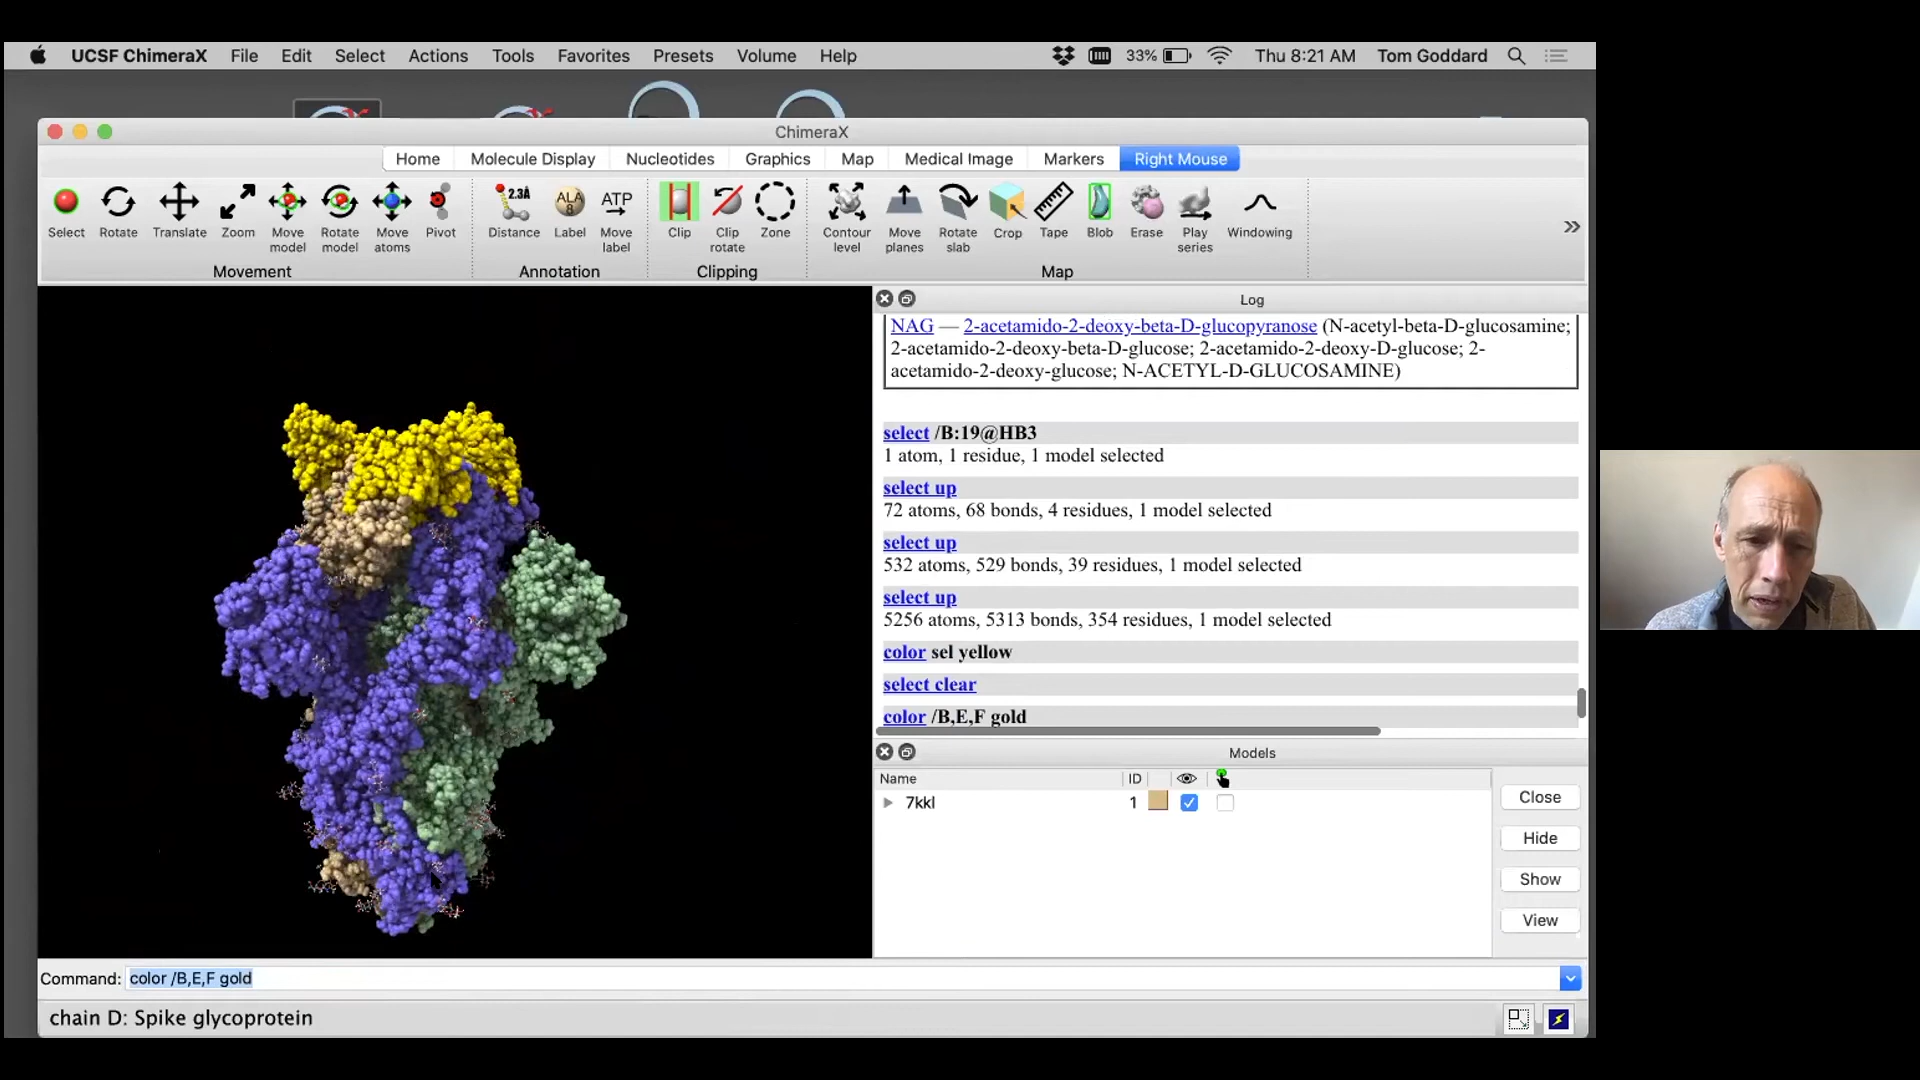 UCSF ChimeraX File Edit Select Actions Tools Favorites Presets Volume Help 33% Thu 8:21 AM Tom Goddard
ChimeraX
Home Molecule Display Nucleotides Graphics Map Medical Image Markers Right Mouse
2.3Å ALA 8 ATP
Select Rotate Translate Zoom Move model Rotate model Move atoms Pivot Distance Label Move label Clip Clip rotate Zone Contour level Move planes Rotate slab Crop Tape Blob Erase Play series Windowing
Movement Annotation Clipping Map
Log
NAG — 2-acetamido-2-deoxy-beta-D-glucopyranose (N-acetyl-beta-D-glucosamine;
2-acetamido-2-deoxy-beta-D-glucose; 2-acetamido-2-deoxy-D-glucose; 2-
acetamido-2-deoxy-glucose; N-ACETYL-D-GLUCOSAMINE)
select /B:19@HB3
1 atom, 1 residue, 1 model selected
select up
72 atoms, 68 bonds, 4 residues, 1 model selected
select up
532 atoms, 529 bonds, 39 residues, 1 model selected
select up
5256 atoms, 5313 bonds, 354 residues, 1 model selected
color sel yellow
select clear
color /B,E,F gold
Models
Name ID
7kkl 1
Close
Hide
Show
View
Command: color /B,E,F gold
chain D: Spike glycoprotein